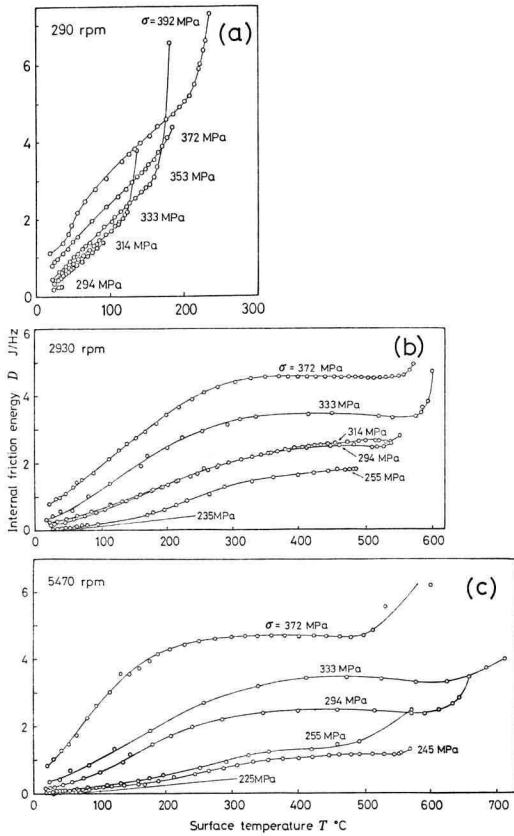 290 rpm
(a)
σ=392 MPa
372 MPa
353 MPa
333 MPa
314 MPa
294 MPa
6
4
2
0
0 100 200 300
Internal friction energy D J/Hz
2930 rpm
(b)
σ = 372 MPa
333 MPa
314 MPa
294 MPa
255 MPa
235MPa
6
4
2
0
0 100 200 300 400 500 600
5470 rpm
(c)
σ = 372 MPa
333 MPa
294 MPa
255 MPa
245 MPa
225MPa
6
4
2
0
0 100 200 300 400 500 600 700
Surface temperature T °C